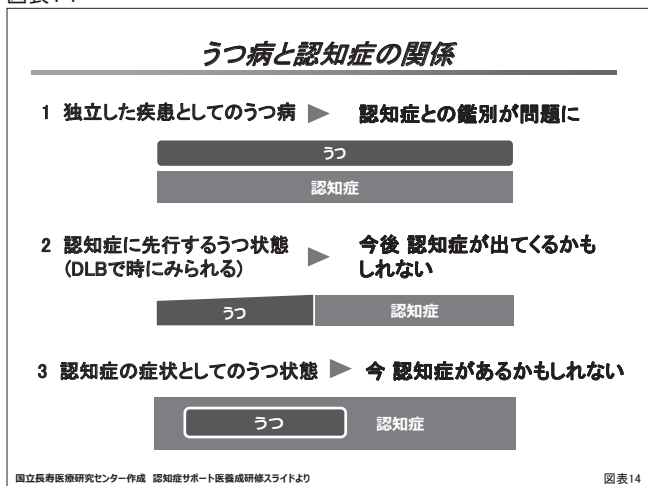 うつ病と認知症の関係
1 独立した疾患としてのうつ病 ▶ 認知症との鑑別が問題に
うつ
認知症
2 認知症に先行するうつ状態
(DLBで時にみられる)
▶ 今後 認知症が出てくるかも
しれない
うつ 認知症
3 認知症の症状としてのうつ状態 ▶ 今 認知症があるかもしれない
うつ 認知症
国立長寿医療研究センター作成 認知症サポート医養成研修スライドより
図表14